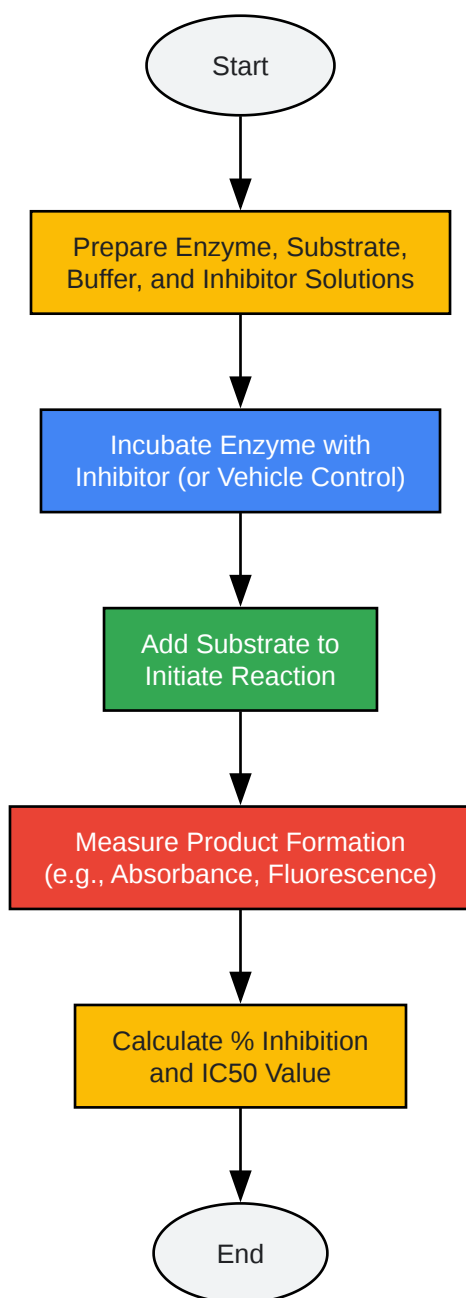 Start
Prepare Enzyme, Substrate,
Buffer, and Inhibitor Solutions
Incubate Enzyme with
Inhibitor (or Vehicle Control)
Add Substrate to
Initiate Reaction
Measure Product Formation
(e.g., Absorbance, Fluorescence)
Calculate % Inhibition
and IC50 Value
End